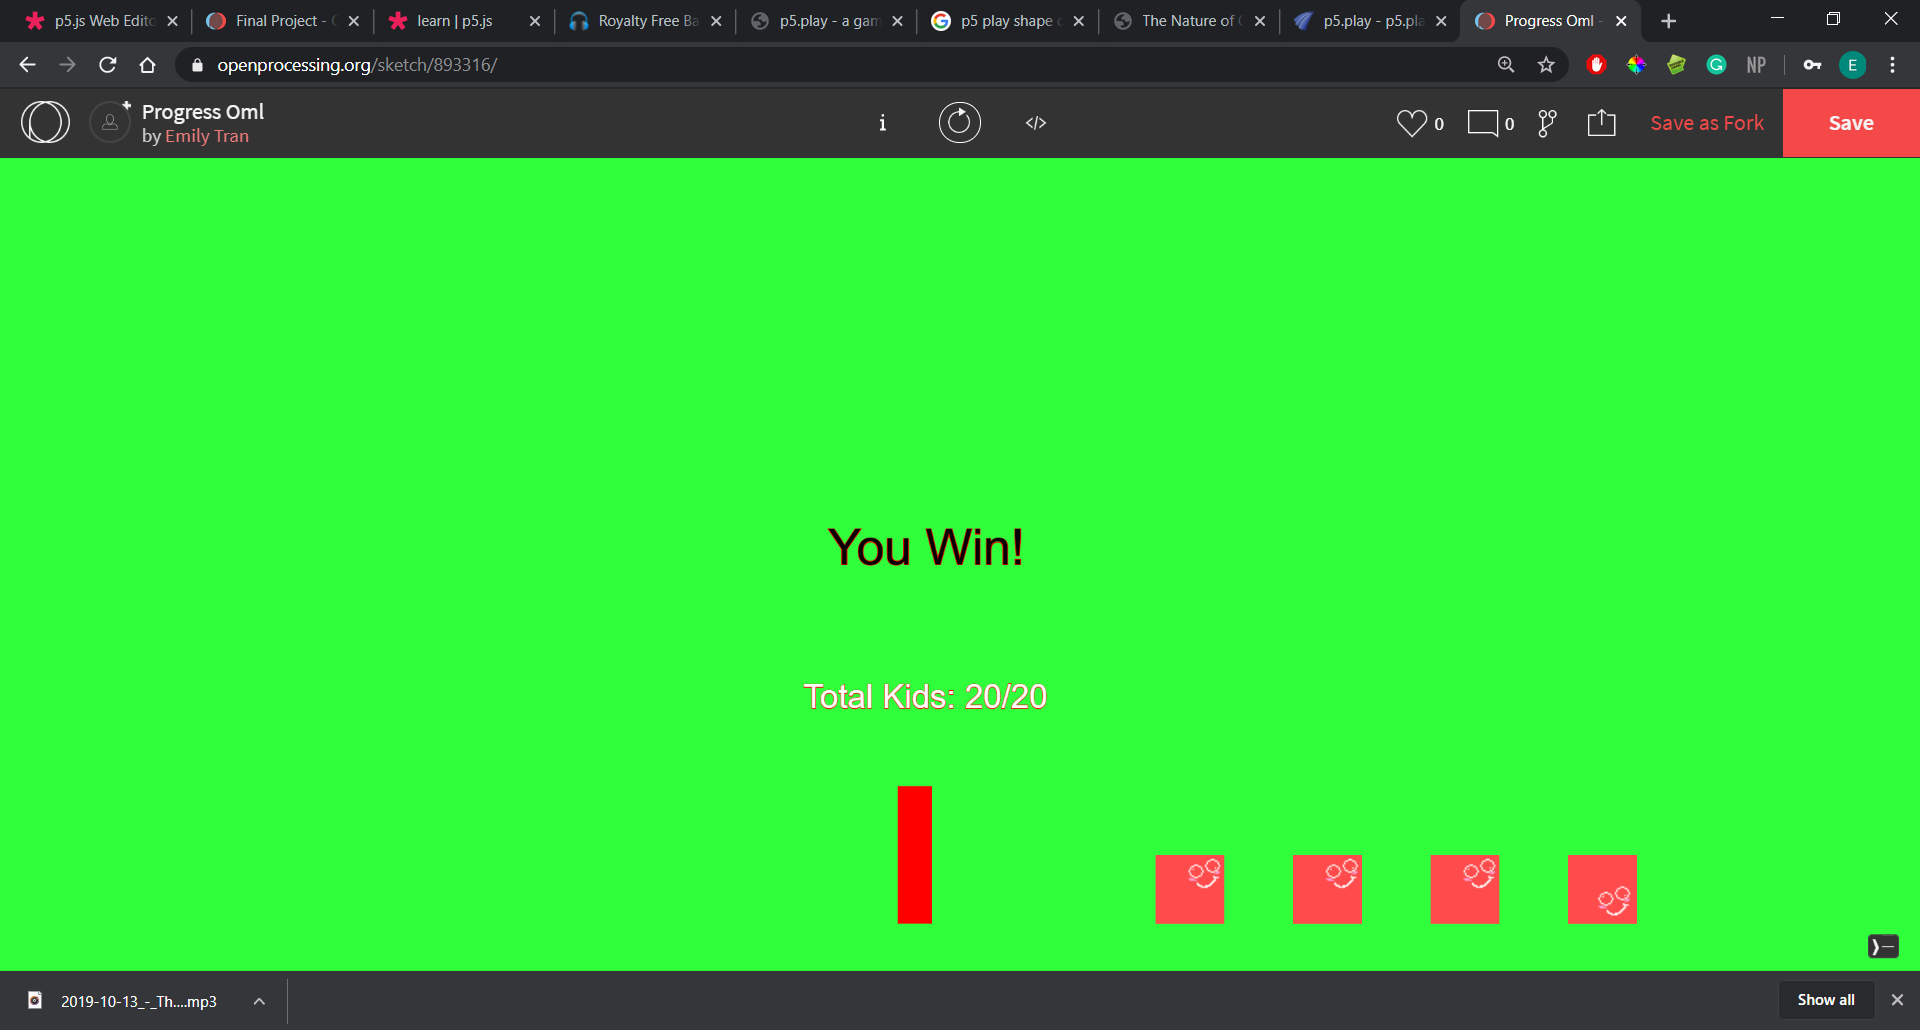 p5.js Web Edito
Final Project -
learn | p5.js
Royalty Free Ba
p5.play - a gam
p5 play shape
The Nature of
p5.play - p5.pla
Progress Oml -
openprocessing.org/sketch/893316/
NP
E
Progress Oml
by Emily Tran
i
</>
0
0
Save as Fork
Save
You Win!
Total Kids: 20/20
2019-10-13_-_Th....mp3
Show all